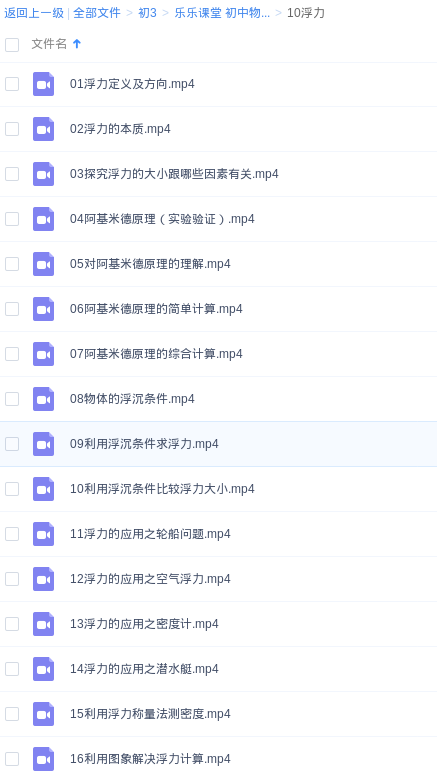 返回上一级 | 全部文件 > 初3 > 乐乐课堂 初中物... > 10浮力
文件名
01浮力定义及方向.mp4
02浮力的本质.mp4
03探究浮力的大小跟哪些因素有关.mp4
04阿基米德原理（实验验证）.mp4
05对阿基米德原理的理解.mp4
06阿基米德原理的简单计算.mp4
07阿基米德原理的综合计算.mp4
08物体的浮沉条件.mp4
09利用浮沉条件求浮力.mp4
10利用浮沉条件比较浮力大小.mp4
11浮力的应用之轮船问题.mp4
12浮力的应用之空气浮力.mp4
13浮力的应用之密度计.mp4
14浮力的应用之潜水艇.mp4
15利用浮力称量法测密度.mp4
16利用图象解决浮力计算.mp4